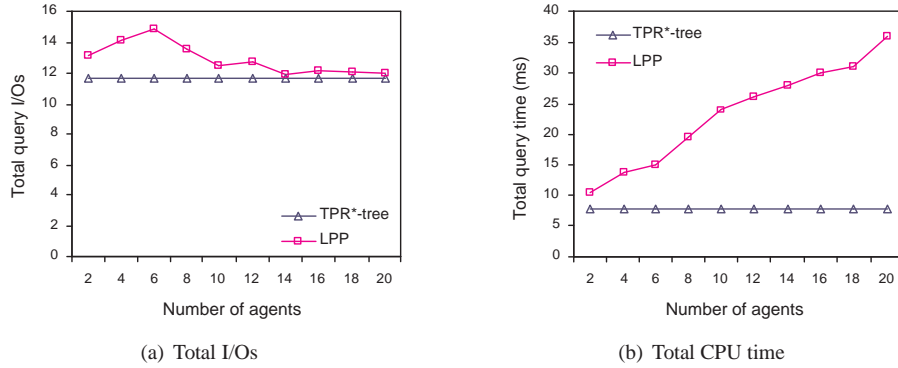 16
14
12
10
8
6
4
2
0
Total query I/Os
TPR*-tree
LPP
2 4 6 8 10 12 14 16 18 20
Number of agents
(a) Total I/Os
40
35
30
25
20
15
10
5
0
Total query time (ms)
TPR*-tree
LPP
2 4 6 8 10 12 14 16 18 20
Number of agents
(b) Total CPU time